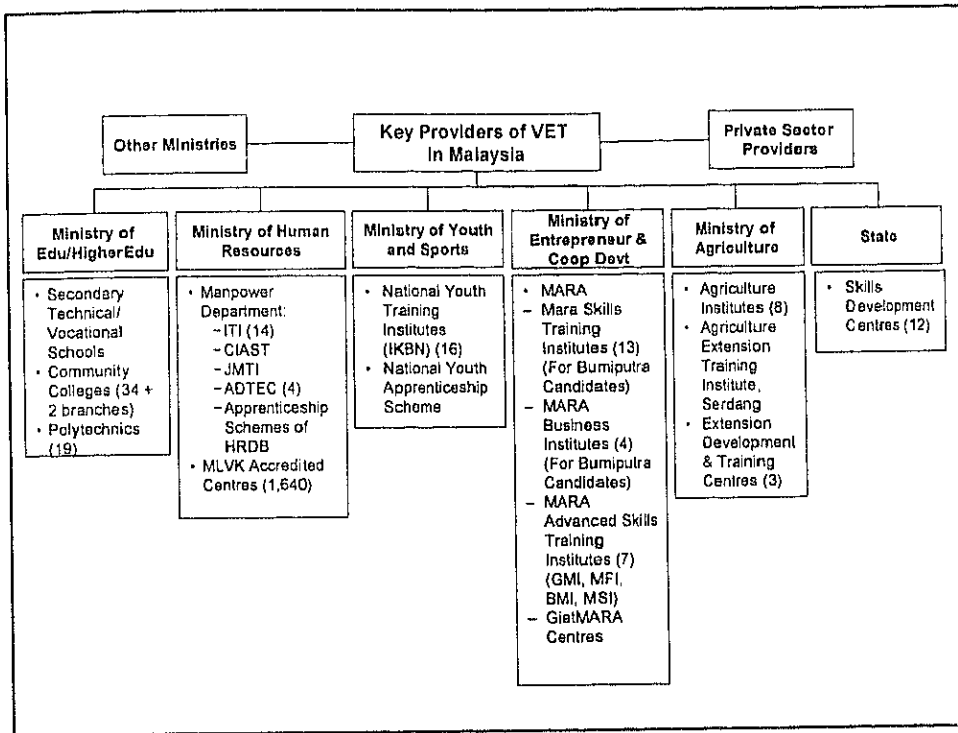 Other Ministries
Key Providers of VET
in Malaysia
Private Sector
Providers
Ministry of
Edu/HigherEdu
• Secondary
Technical/
Vocational
Schools
• Community
Colleges (34 +
2 branches)
• Polytechnics
(19)
Ministry of Human
Resources
• Manpower
Department:
–ITI (14)
–CIAST
–JMTI
–ADTEC (4)
–Apprenticeship
Schemes of
HRDB
• MLVK Accredited
Centres (1,640)
Ministry of Youth
and Sports
• National Youth
Training
Institutes
(IKBN) (16)
• National Youth
Apprenticeship
Scheme
Ministry of
Entrepreneur &
Coop Devt
• MARA
– Mara Skills
Training
Institutes (13)
(For Bumiputra
Candidates)
– MARA
Business
Institutes (4)
(For Bumiputra
Candidates)
– MARA
Advanced Skills
Training
Institutes (7)
(GMI, MFI,
BMI, MSI)
– GiatMARA
Centres
Ministry of
Agriculture
• Agriculture
Institutes (8)
• Agriculture
Extension
Training
Institute,
Serdang
• Extension
Development
& Training
Centres (3)
State
• Skills
Development
Centres (12)